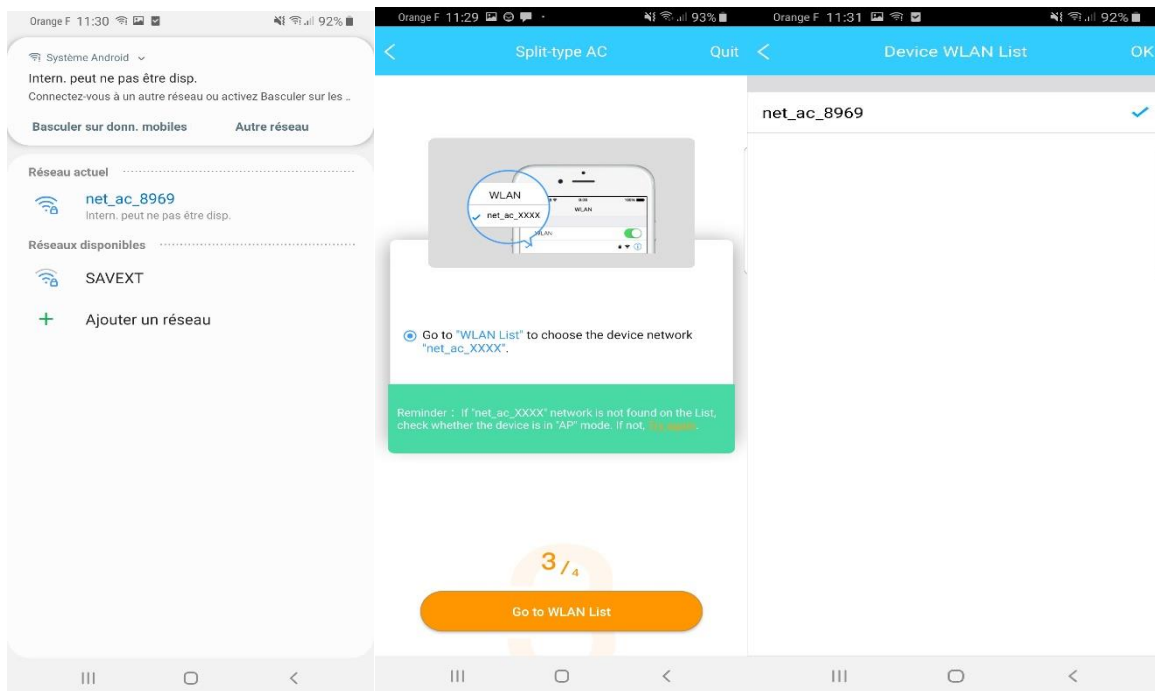 Orange F 11:30 92%
Système Android
Intern. peut ne pas être disp.
Connectez-vous à un autre réseau ou activez Basculer sur les ..
Basculer sur donn. mobiles Autre réseau
Réseau actuel
net_ac_8969
Intern. peut ne pas être disp.
Réseaux disponibles
SAVEXT
+ Ajouter un réseau
Orange F 11:29 93%
Split-type AC Quit
WLAN
net_ac_XXXX
WLAN
WLAN
Go to "WLAN List" to choose the device network
"net_ac_XXXX".
Reminder : If "net_ac_XXXX" network is not found on the List,
check whether the device is in "AP" mode. If not,
3/4
Go to WLAN List
Orange F 11:31 92%
Device WLAN List OK
net_ac_8969